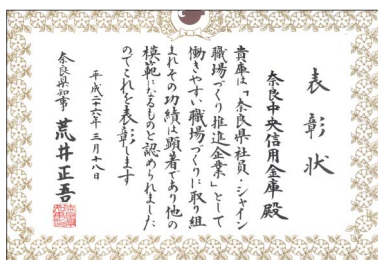 表彰状
奈良中央信用金庫 殿
貴庫は「奈良県社員・シャイン
職場づくり推進企業」として
働きやすい職場づくりに取り組
まれその功績は顕著であり他の
模範になるものと認められました
のでこれを表彰します
平成二十六年三月十八日
奈良県知事 荒井正吾